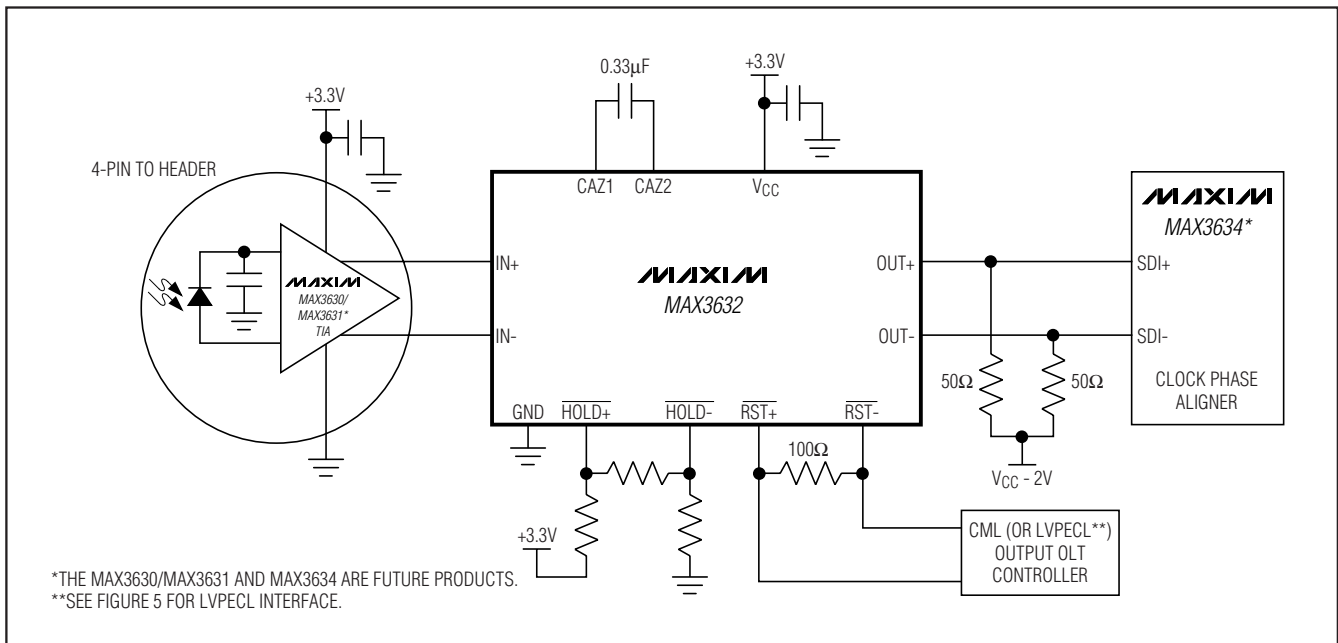 +3.3V
0.33μF
+3.3V
4-PIN TO HEADER
CAZ1
CAZ2
VCC
MAXIM
MAX3630/
MAX3631*
TIA
IN+
IN-
MAXIM
MAX3632
OUT+
OUT-
GND
HOLD+
HOLD-
RST+
RST-
MAXIM
MAX3634*
SDI+
SDI-
CLOCK PHASE
ALIGNER
50Ω
50Ω
VCC - 2V
100Ω
+3.3V
CML (OR LVPECL**)
OUTPUT OLT
CONTROLLER
*THE MAX3630/MAX3631 AND MAX3634 ARE FUTURE PRODUCTS.
**SEE FIGURE 5 FOR LVPECL INTERFACE.